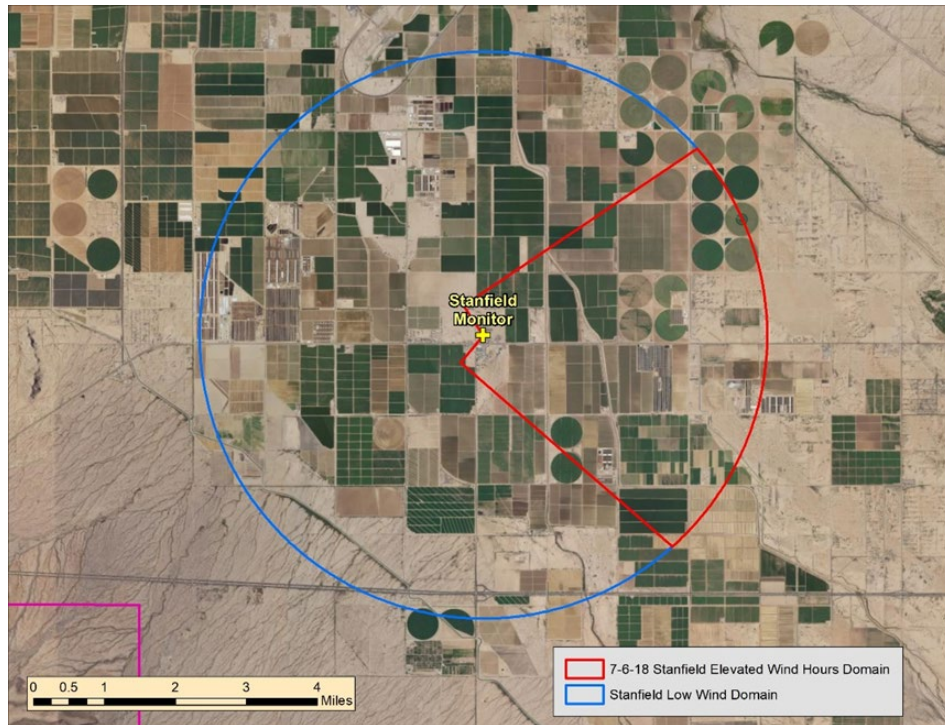 Stanfield
Monitor
7-6-18 Stanfield Elevated Wind Hours Domain
Stanfield Low Wind Domain
0 0.5 1 2 3 4
Miles